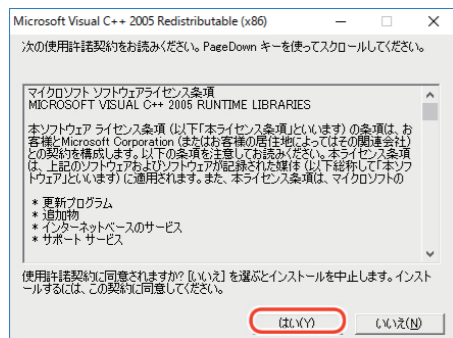 Microsoft Visual C++ 2005 Redistributable (x86)
次の使用許諾契約をお読みください。PageDown キーを使ってスクロールしてください。
マイクロソフト ソフトウェアライセンス条項
MICROSOFT VISUAL C++ 2005 RUNTIME LIBRARIES
本ソフトウェア ライセンス条項 (以下「本ライセンス条項」といいます) の条項は、お
客様とMicrosoft Corporation (またはお客様の居住地によってはその関連会社)
との契約を構成します。以下の条項を注意してお読みください。本ライセンス条項
は、上記のソフトウェアおよびソフトウェアが記録された媒体 (以下総称して「本ソフ
トウェア」といいます) に適用されます。また、本ライセンス条項は、マイクロソフトの
* 更新プログラム
* 追加物
* インターネットベースのサービス
* サポート サービス
使用許諾契約に同意されますか? [いいえ] を選ぶとインストールを中止します。インスト
ールするには、この契約に同意してください。
はい(Y)
いいえ(N)